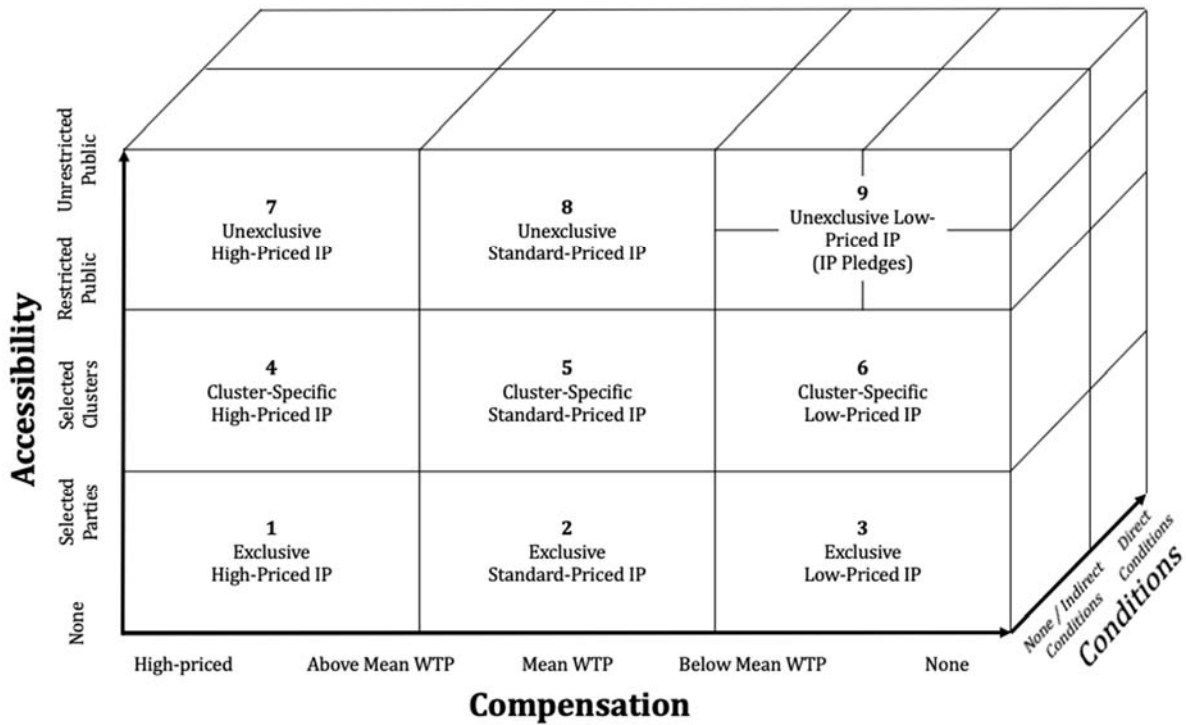 Accessibility
Unrestricted
Public
Restricted
Public
Selected
Clusters
Selected
Parties
None
7
Unexclusive
High-Priced IP
8
Unexclusive
Standard-Priced IP
9
Unexclusive Low-
Priced IP
(IP Pledges)
4
Cluster-Specific
High-Priced IP
5
Cluster-Specific
Standard-Priced IP
6
Cluster-Specific
Low-Priced IP
1
Exclusive
High-Priced IP
2
Exclusive
Standard-Priced IP
3
Exclusive
Low-Priced IP
None / Indirect
Conditions
Direct
Conditions
Conditions
High-priced
Above Mean WTP
Mean WTP
Below Mean WTP
None
Compensation